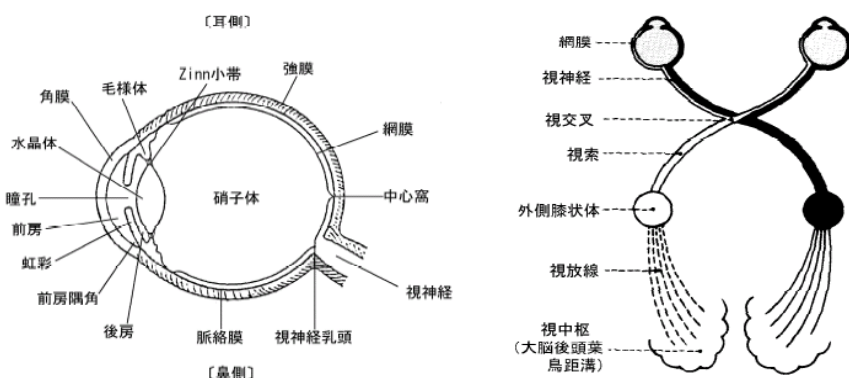 〔耳側〕
Zinn小帯
毛様体
強膜
角膜
水晶体
網膜
瞳孔
硝子体
中心窩
前房
虹彩
前房隅角
視神経
後房
脈絡膜
視神経乳頭
〔鼻側〕
網膜
視神経
視交叉
視索
外側膝状体
視放線
視中枢
(大脳後頭葉
鳥距溝)